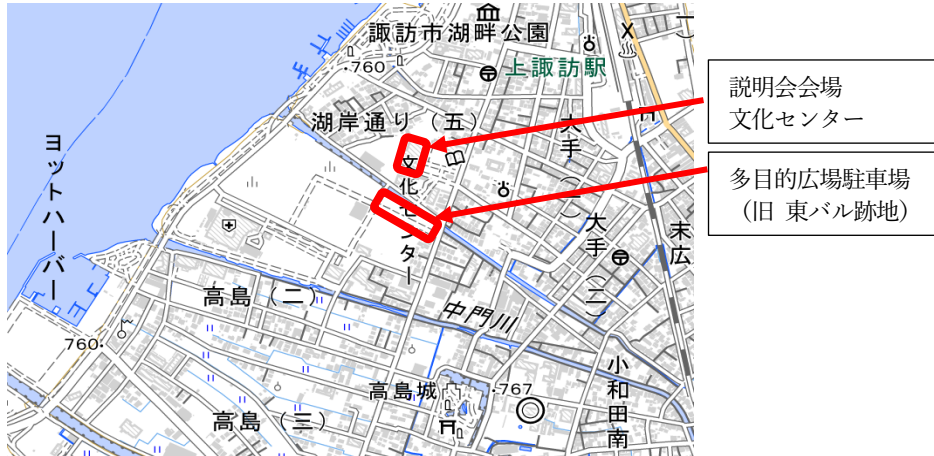 諏訪市湖畔公園
760
上諏訪駅
湖岸通り（五）
大手（一）
文化センター
ヨットハーバー
大手（二）
末広
高島（二）
中門川
760
小和田南
高島城
767
高島（三）
説明会会場
文化センター
多目的広場駐車場
（旧 東バル跡地）